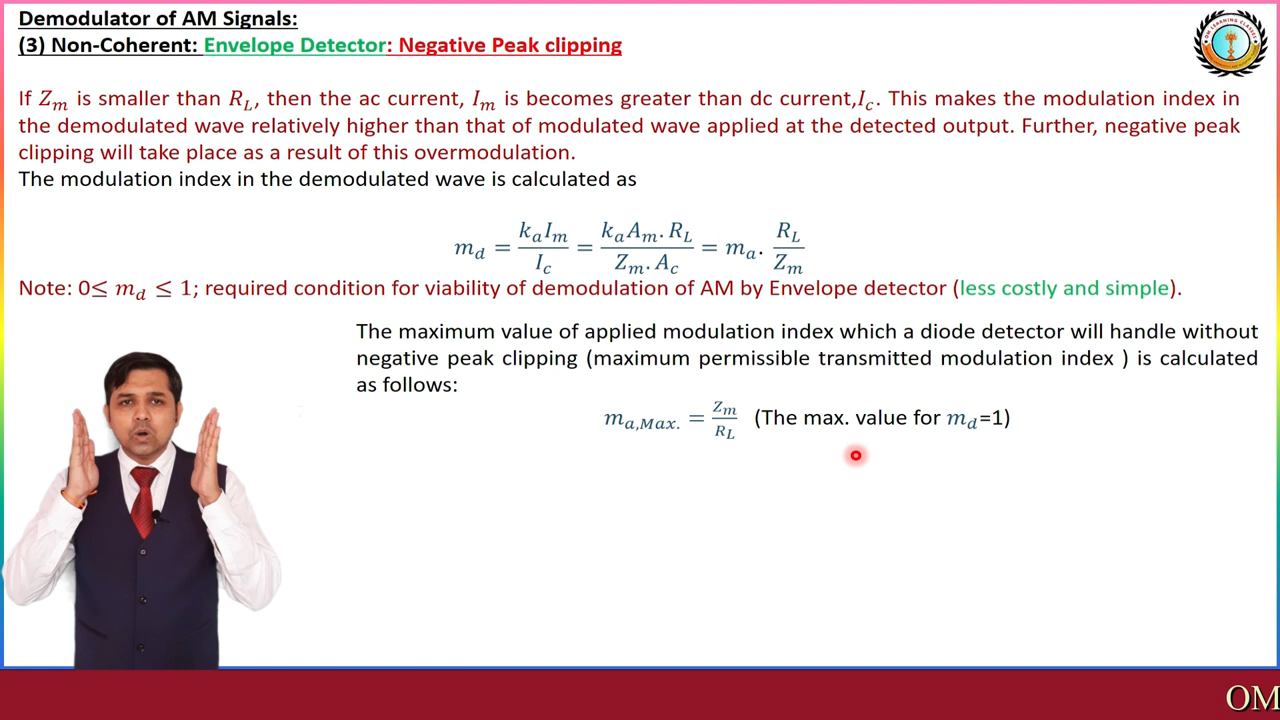 Demodulator of AM Signals:
(3) Non-Coherent: Envelope Detector: Negative Peak clipping
If Z_m is smaller than R_L, then the ac current, I_m is becomes greater than dc current,I_c. This makes the modulation index in
the demodulated wave relatively higher than that of modulated wave applied at the detected output. Further, negative peak
clipping will take place as a result of this overmodulation.
The modulation index in the demodulated wave is calculated as
m_d = k_a I_m / I_c = k_a A_m . R_L / Z_m . A_c = m_a . R_L / Z_m
Note: 0≤ m_d ≤ 1; required condition for viability of demodulation of AM by Envelope detector (less costly and simple).
The maximum value of applied modulation index which a diode detector will handle without
negative peak clipping (maximum permissible transmitted modulation index ) is calculated
as follows:
m_a,Max. = Z_m / R_L (The max. value for m_d=1)
OM